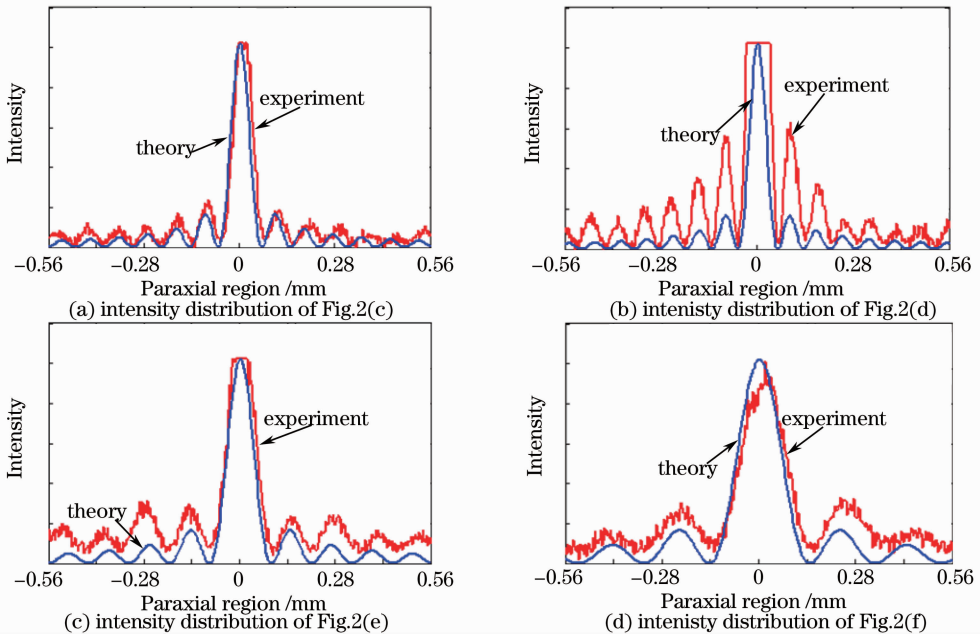 Intensity
theory
experiment
−0.56 −0.28 0 0.28 0.56
Paraxial region /mm
(a) intensity distribution of Fig.2(c)
Intensity
theory
experiment
−0.56 −0.28 0 0.28 0.56
Paraxial region /mm
(b) intenisty distribution of Fig.2(d)
Intensity
theory
experiment
−0.56 −0.28 0 0.28 0.56
Paraxial region /mm
(c) intensity distribution of Fig.2(e)
Intensity
theory
experiment
−0.56 −0.28 0 0.28 0.56
Paraxial region /mm
(d) intenisty distribution of Fig.2(f)